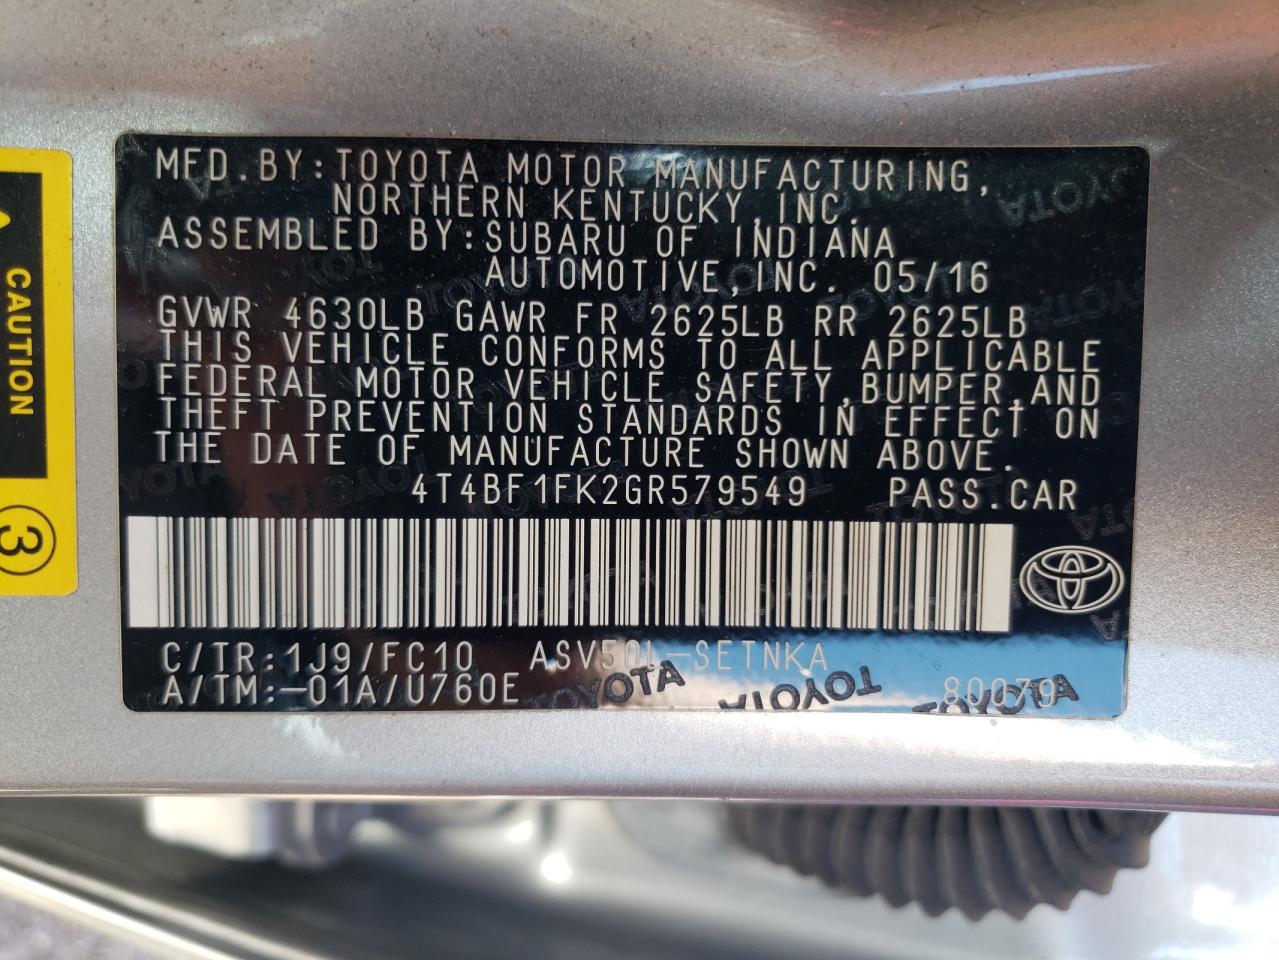 MFD.BY:TOYOTA MOTOR MANUFACTURING,
NORTHERN KENTUCKY,INC.
ASSEMBLED BY:SUBARU OF INDIANA
AUTOMOTIVE,INC. 05/16
GVWR 4630LB GAWR FR 2625LB RR 2625LB
THIS VEHICLE CONFORMS TO ALL APPLICABLE
FEDERAL MOTOR VEHICLE SAFETY,BUMPER,AND
THEFT PREVENTION STANDARDS IN EFFECT ON
THE DATE OF MANUFACTURE SHOWN ABOVE.
4T4BF1FK2GR579549 PASS.CAR
C/TR:1J9/FC10 ASV50L-SETNKA
A/TM:-01A/U760E 80079
TOYOTA TOYOTA TOYOTA
CAUTION
3